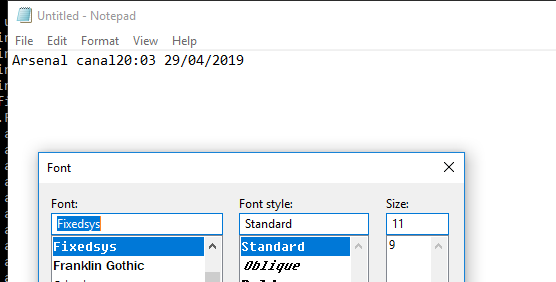 Untitled - Notepad
File Edit Format View Help
Arsenal canal20:03 29/04/2019
Font
Font: Font style: Size:
Fixedsys Standard 11
Fixedsys Standard 9
Franklin Gothic Oblique